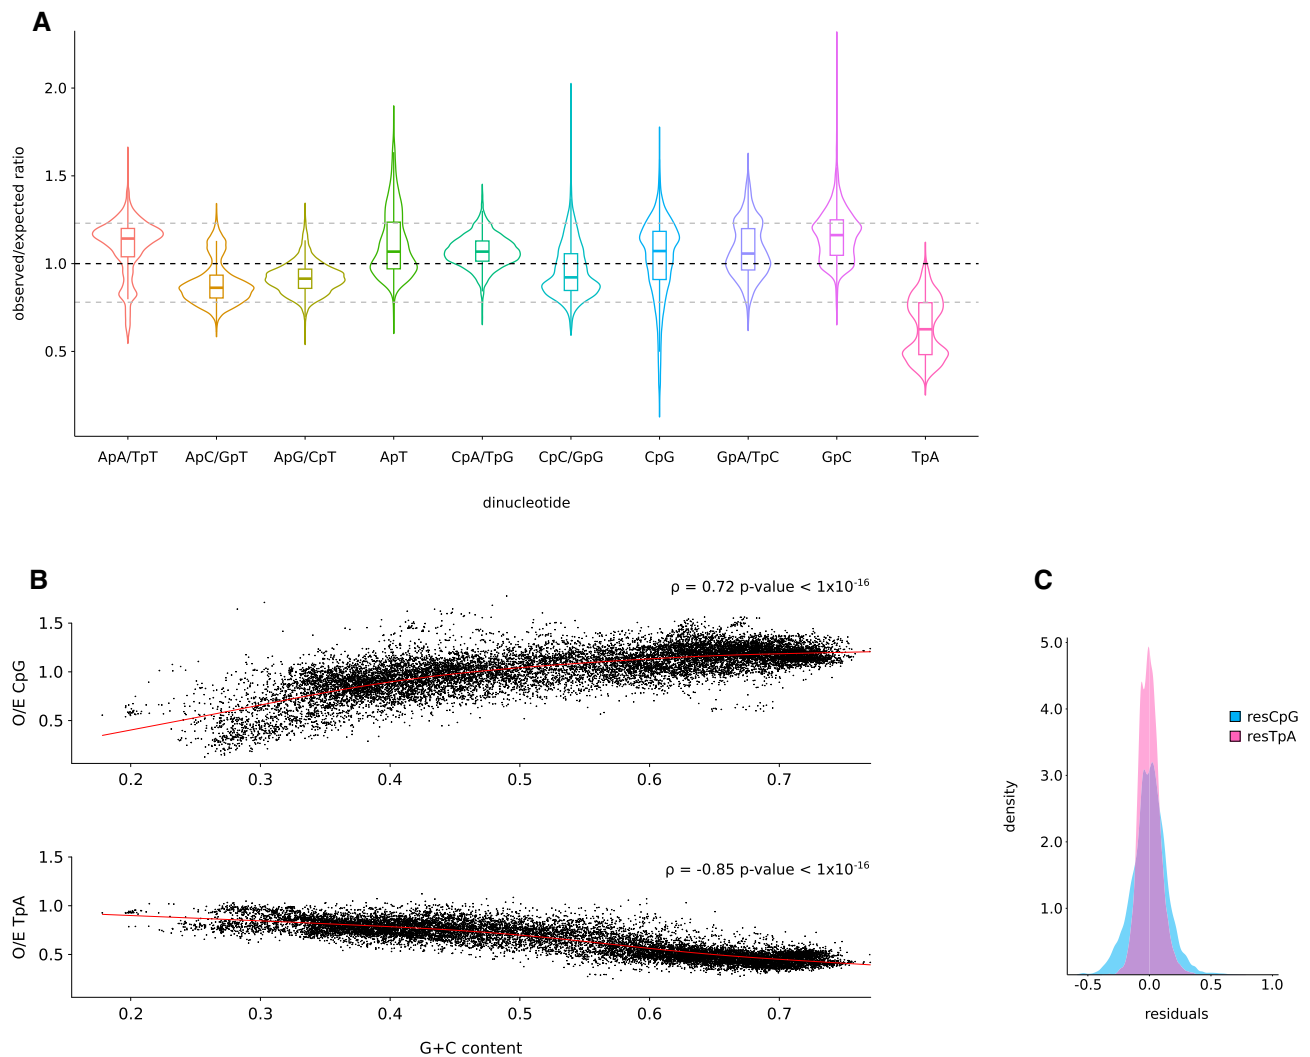 A
observed/expected ratio
2.0
1.5
1.0
0.5
ApA/TpT ApC/GpT ApG/CpT ApT CpA/TpG CpC/GpG CpG GpA/TpC GpC TpA
dinucleotide
B
ρ = 0.72 p-value < 1x10-16
O/E CpG
1.5
1.0
0.5
0.2 0.3 0.4 0.5 0.6 0.7
ρ = -0.85 p-value < 1x10-16
O/E TpA
1.5
1.0
0.5
0.2 0.3 0.4 0.5 0.6 0.7
G+C content
C
density
5.0
4.0
3.0
2.0
1.0
-0.5 0.0 0.5 1.0
residuals
resCpG
resTpA